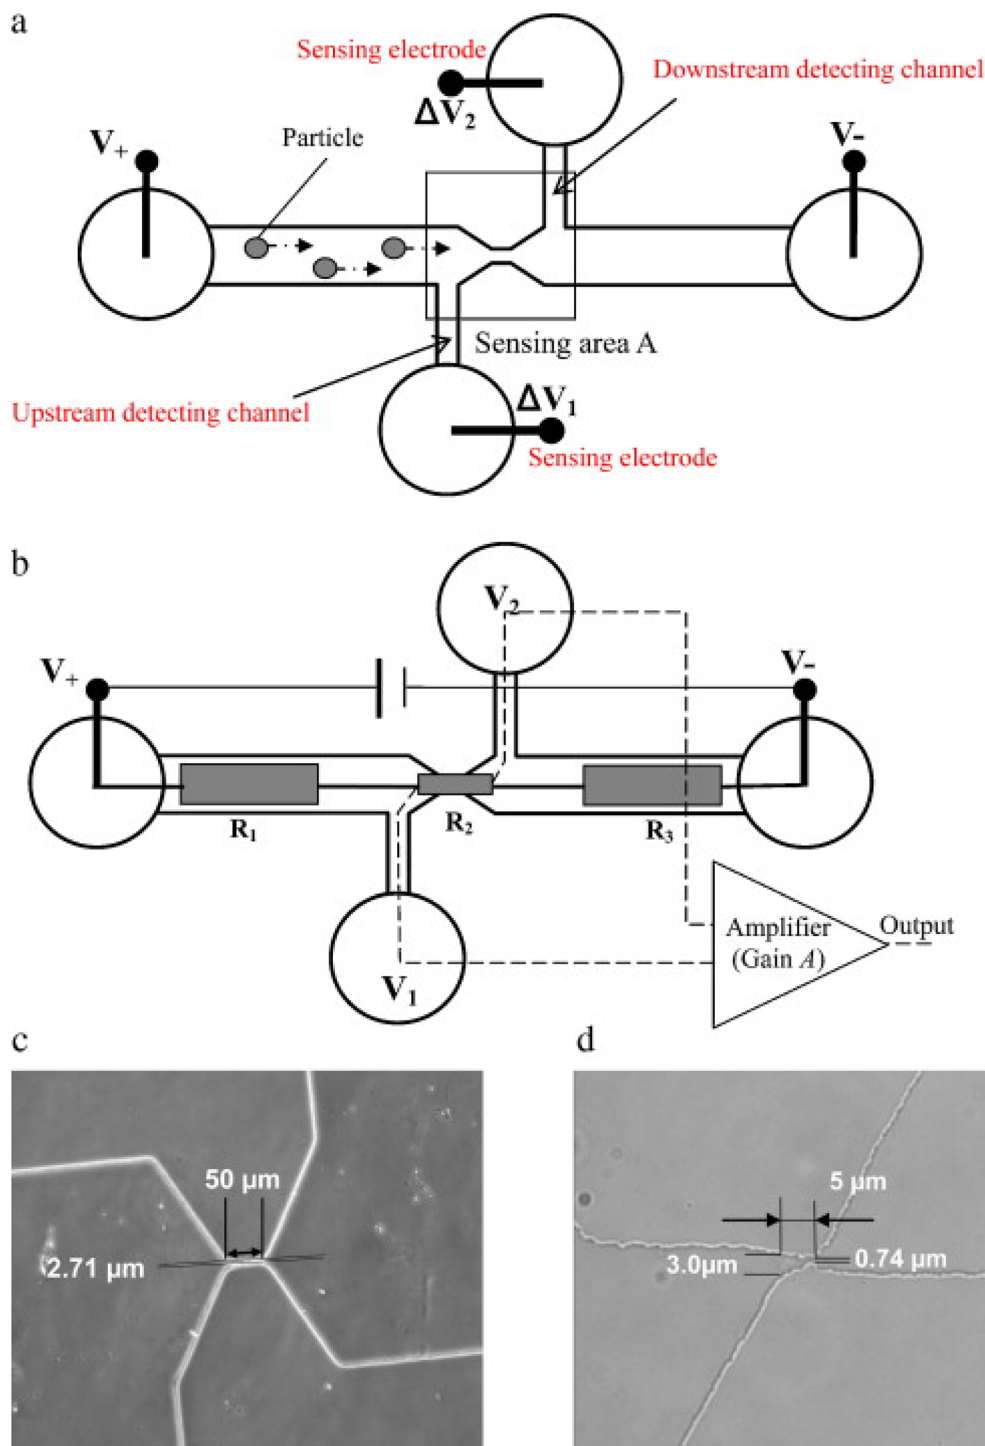 a
Sensing electrode
Downstream detecting channel
ΔV₂
V₊
Particle
V-
Sensing area A
Upstream detecting channel
ΔV₁
Sensing electrode
b
V₂
V₊
V-
R₁
R₂
R₃
Amplifier
(Gain A)
Output
V₁
c
d
50 µm
2.71 µm
5 µm
3.0µm
0.74 µm